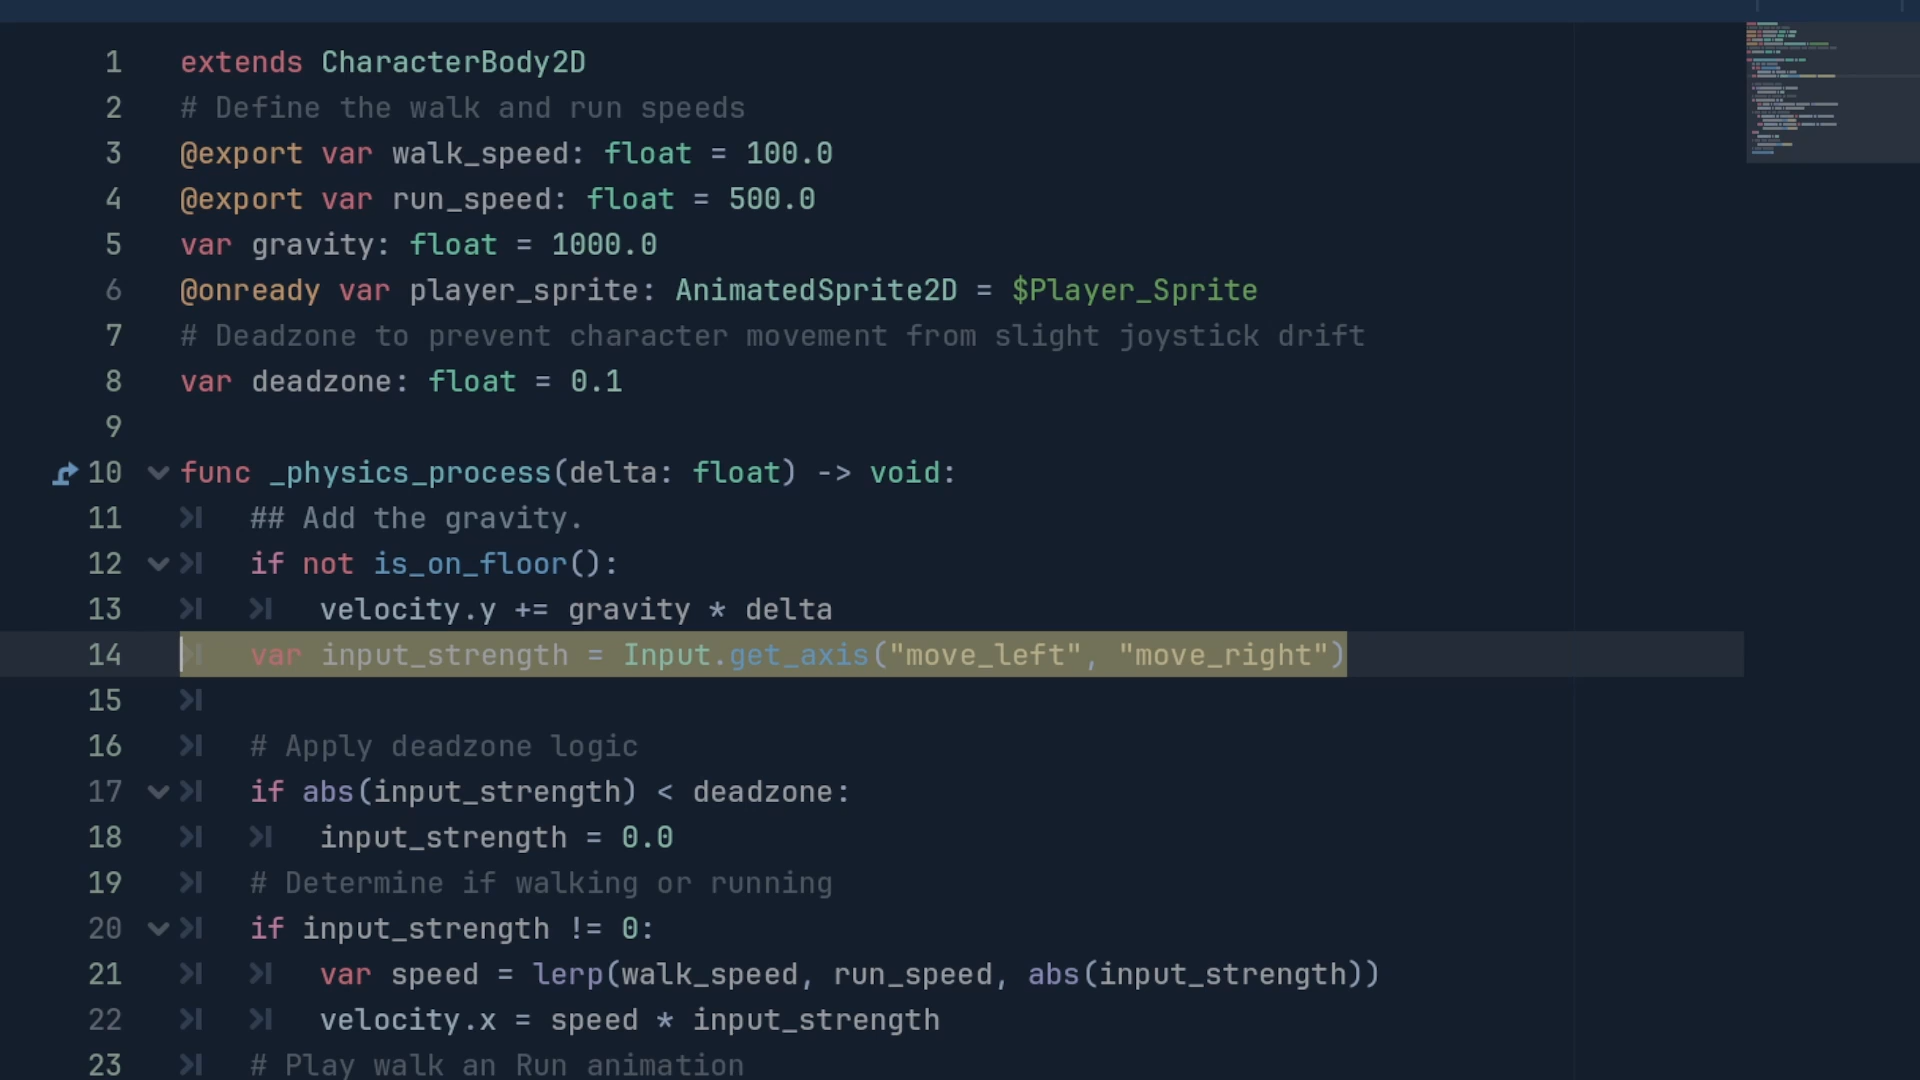 1 extends CharacterBody2D
2 # Define the walk and run speeds
3 @export var walk_speed: float = 100.0
4 @export var run_speed: float = 500.0
5 var gravity: float = 1000.0
6 @onready var player_sprite: AnimatedSprite2D = $Player_Sprite
7 # Deadzone to prevent character movement from slight joystick drift
8 var deadzone: float = 0.1
9
10 func _physics_process(delta: float) -> void:
11 ## Add the gravity.
12 if not is_on_floor():
13 velocity.y += gravity * delta
14 var input_strength = Input.get_axis("move_left", "move_right")
15
16 # Apply deadzone logic
17 if abs(input_strength) < deadzone:
18 input_strength = 0.0
19 # Determine if walking or running
20 if input_strength != 0:
21 var speed = lerp(walk_speed, run_speed, abs(input_strength))
22 velocity.x = speed * input_strength
23 # Play walk an Run animation